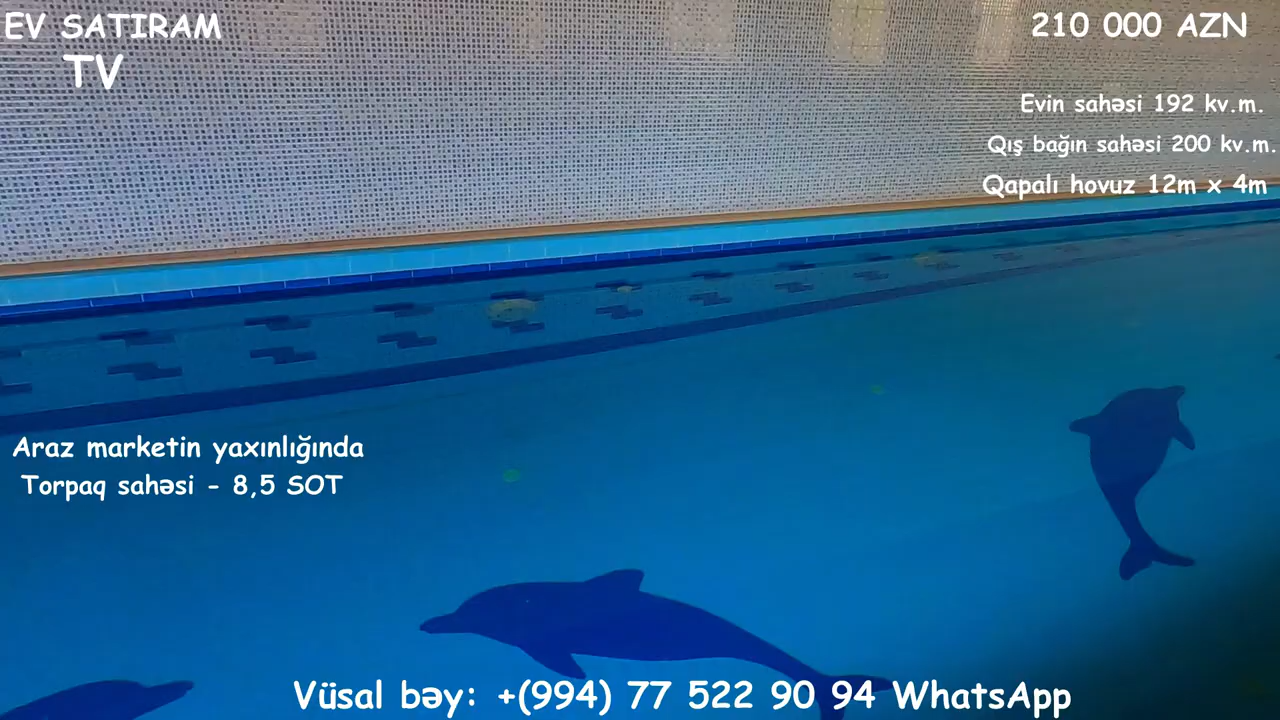 EV SATIRAM
TV
210 000 AZN
Evin sahəsi 192 kv.m.
Qış bağın sahəsi 200 kv.m.
Qapalı hovuz 12m x 4m
Araz marketin yaxınlığında
Torpaq sahəsi - 8,5 SOT
Vüsal bəy: +(994) 77 522 90 94 WhatsApp